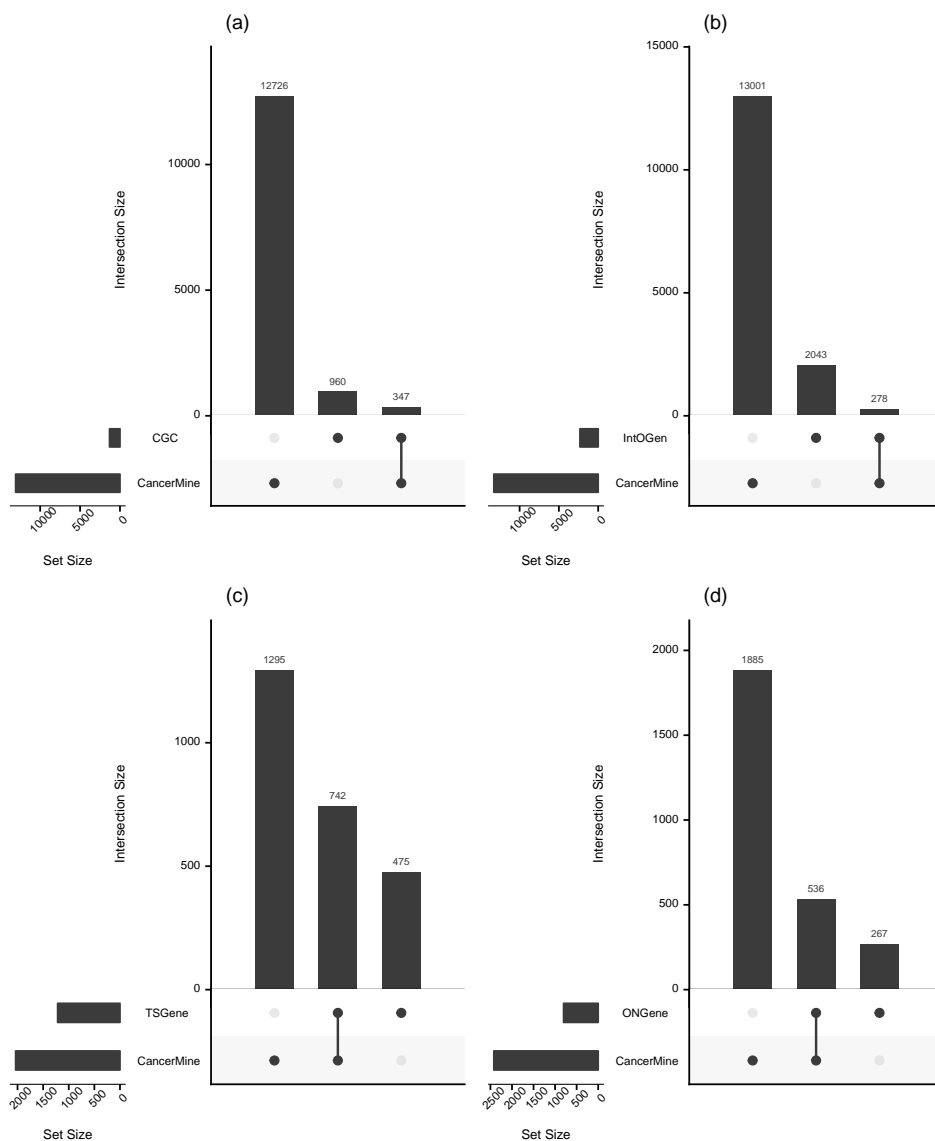 (a)
12726
10000
960
5000
347
0
Intersection Size
CGC
CancerMine
10000
5000
0
Set Size
(b)
15000
13001
10000
5000
2043
278
0
Intersection Size
IntOGen
CancerMine
10000
5000
0
Set Size
(c)
1295
1000
742
500
475
0
Intersection Size
TSGene
CancerMine
2000
1500
1000
500
0
Set Size
(d)
2000
1885
1500
1000
536
500
267
0
Intersection Size
ONGene
CancerMine
2500
2000
1500
1000
500
0
Set Size